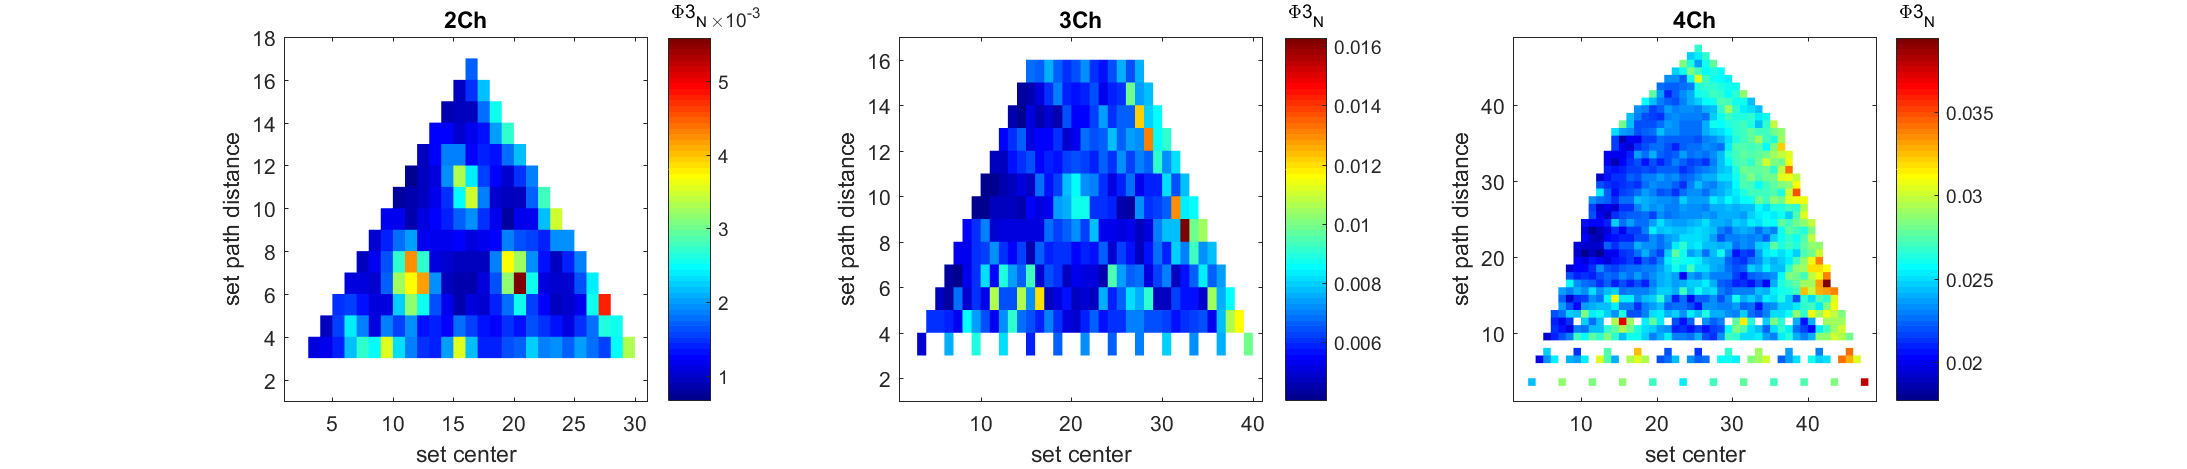 2Ch
Φ3N ×10-3
set path distance
18
16
14
12
10
8
6
4
2
5 10 15 20 25 30
set center
5
4
3
2
1
3Ch
Φ3N
set path distance
16
14
12
10
8
6
4
2
10 20 30 40
set center
0.016
0.014
0.012
0.01
0.008
0.006
4Ch
Φ3N
set path distance
40
30
20
10
10 20 30 40
set center
0.035
0.03
0.025
0.02